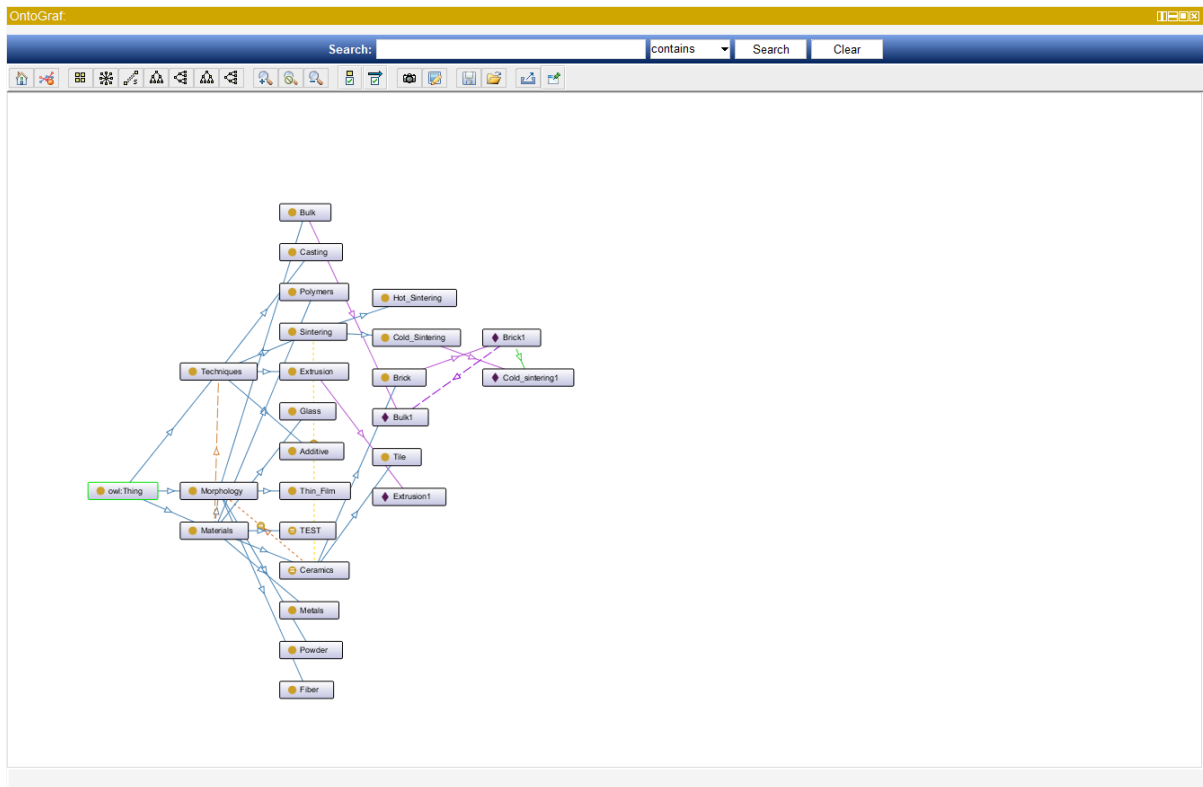 OntoGraf:
Search:
contains
Search
Clear
Bulk
Casting
Polymers
Hot_Sintering
Sintering
Cold_Sintering
Brick1
Techniques
Extrusion
Brick
Cold_sintering1
Glass
Bulk1
Additive
Tile
owl:Thing
Morphology
Thin_Film
Extrusion1
Materials
TEST
Ceramics
Metals
Powder
Fiber